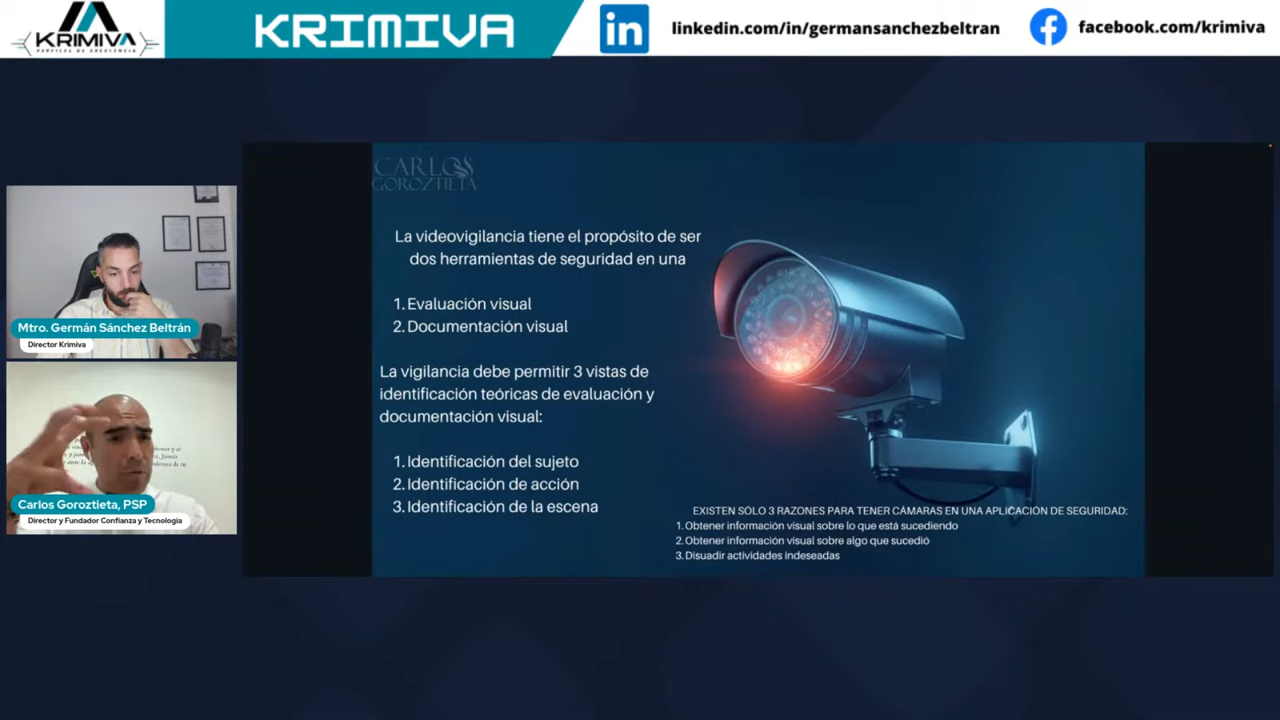 KRIMIVA
PERFILES DE EXCELENCIA
KRIMIVA
linkedin.com/in/germansanchezbeltran
facebook.com/krimiva
CARLOS
GOROZTIETA
La videovigilancia tiene el propósito de ser
dos herramientas de seguridad en una
1. Evaluación visual
2. Documentación visual
La vigilancia debe permitir 3 vistas de
identificación teóricas de evaluación y
documentación visual:
1. Identificación del sujeto
2. Identificación de acción
3. Identificación de la escena
EXISTEN SÓLO 3 RAZONES PARA TENER CÁMARAS EN UNA APLICACIÓN DE SEGURIDAD:
1. Obtener información visual sobre lo que está sucediendo
2. Obtener información visual sobre algo que sucedió
3. Disuadir actividades indeseadas
Mtro. Germán Sánchez Beltrán
Director Krimiva
Carlos Goroztieta, PSP
Director y Fundador Confianza y Tecnología